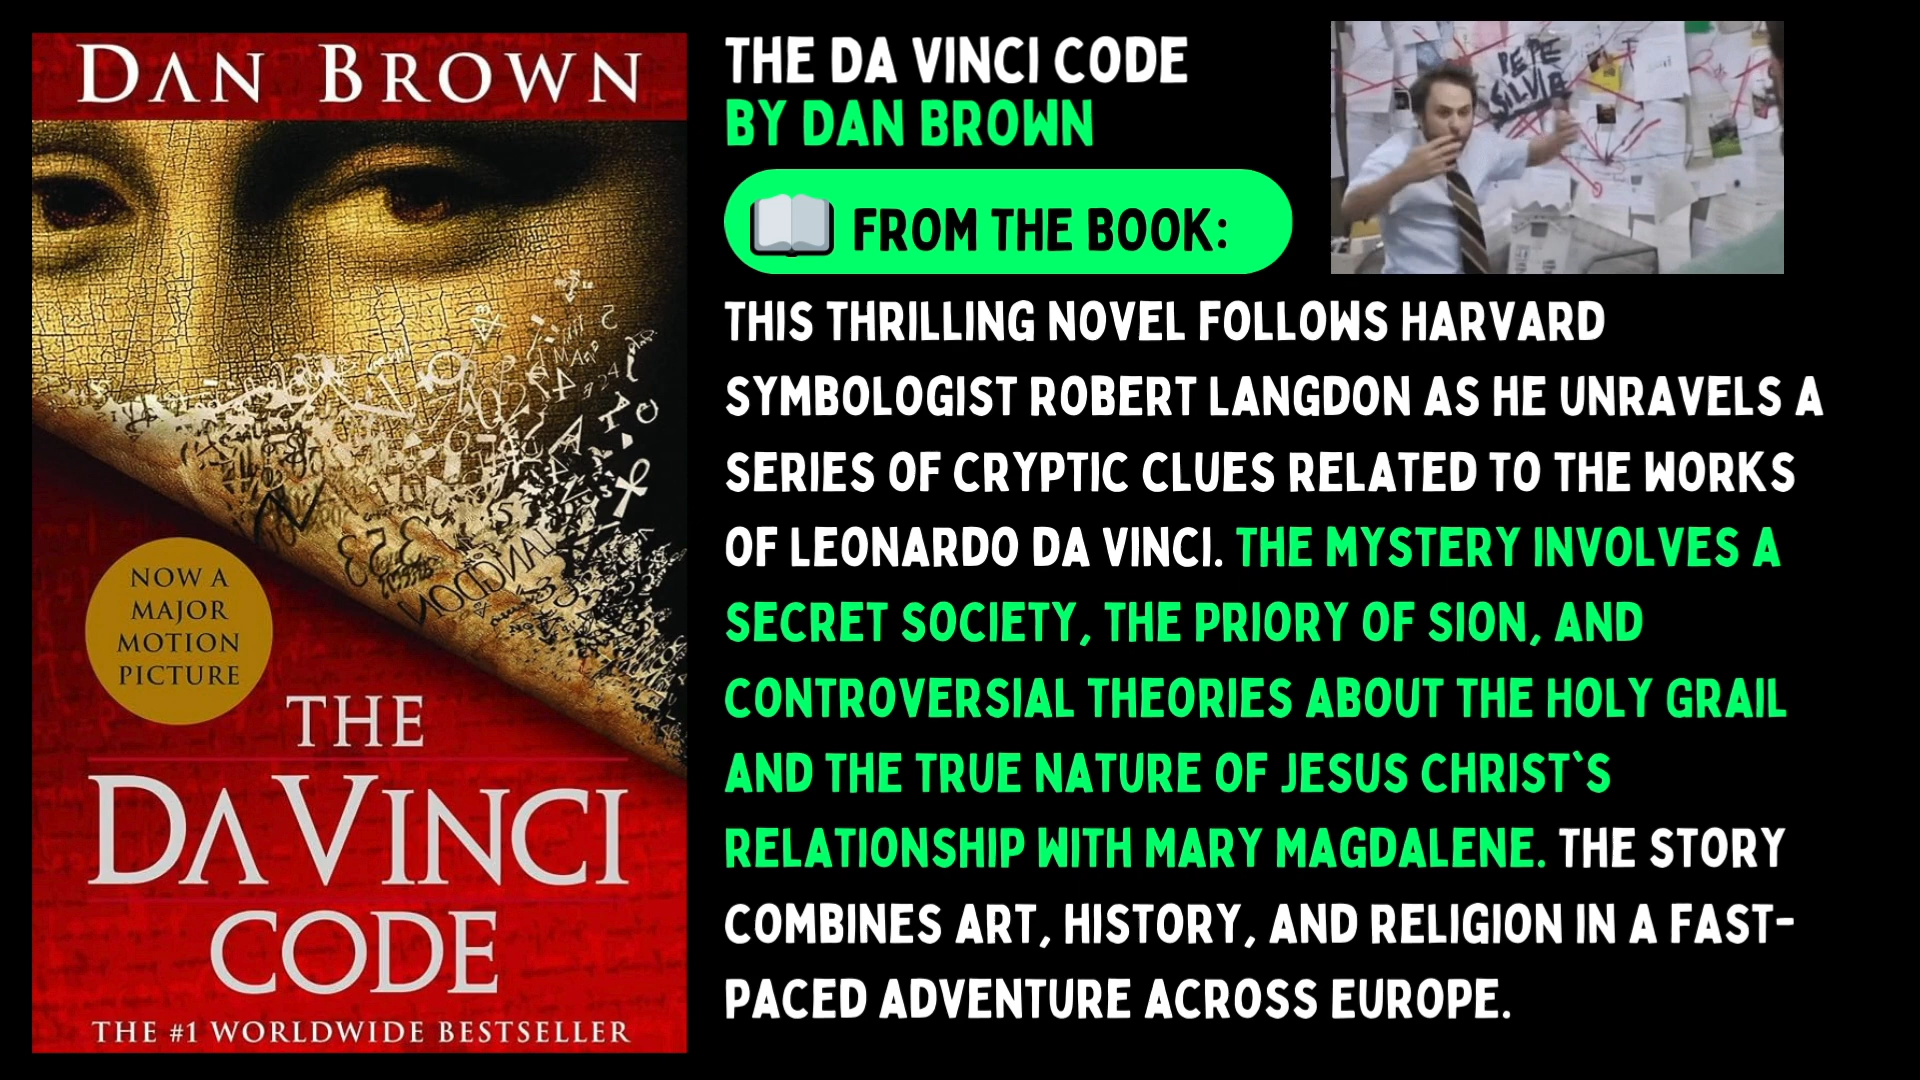 DAN BROWN
NOW A
MAJOR
MOTION
PICTURE
THE
DAVINCI
CODE
THE #1 WORLDWIDE BESTSELLER
THE DA VINCI CODE
BY DAN BROWN
FROM THE BOOK:
PEPE
SILVIA
THIS THRILLING NOVEL FOLLOWS HARVARD
SYMBOLOGIST ROBERT LANGDON AS HE UNRAVELS A
SERIES OF CRYPTIC CLUES RELATED TO THE WORKS
OF LEONARDO DA VINCI. THE MYSTERY INVOLVES A
SECRET SOCIETY, THE PRIORY OF SION, AND
CONTROVERSIAL THEORIES ABOUT THE HOLY GRAIL
AND THE TRUE NATURE OF JESUS CHRIST`S
RELATIONSHIP WITH MARY MAGDALENE. THE STORY
COMBINES ART, HISTORY, AND RELIGION IN A FAST-
PACED ADVENTURE ACROSS EUROPE.